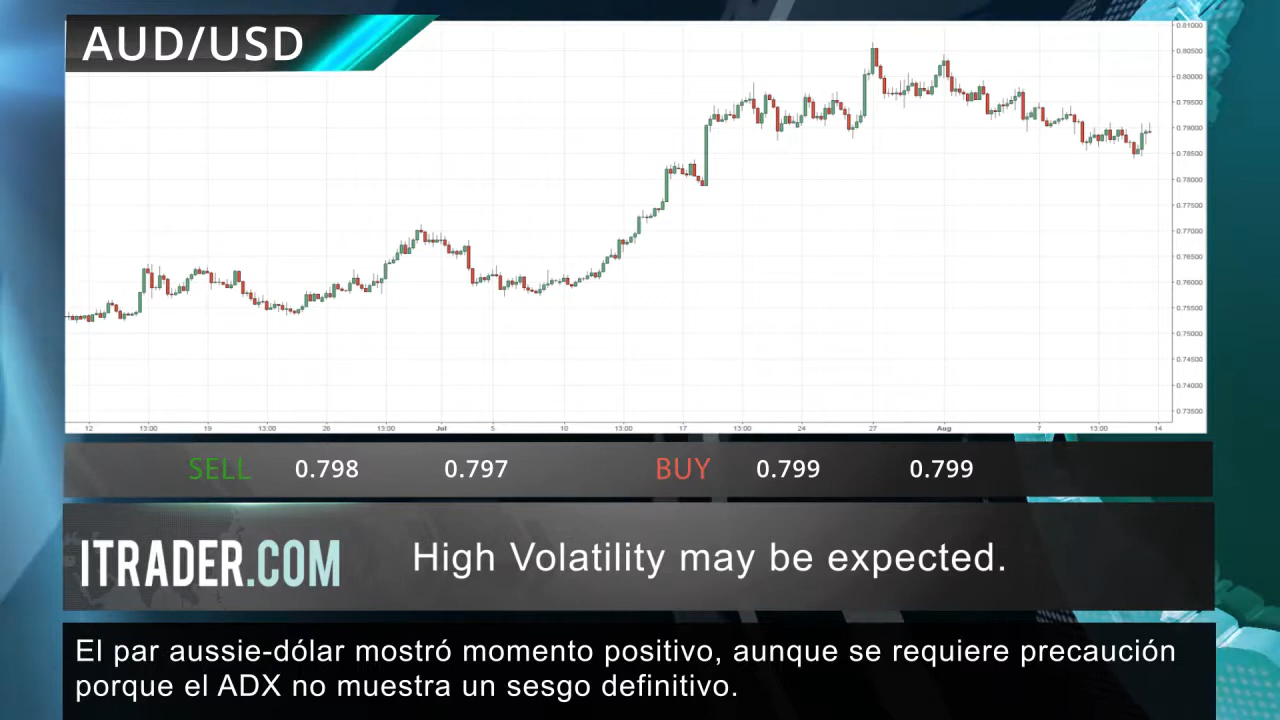 AUD/USD
0.81000
0.80500
0.80000
0.79500
0.79000
0.78500
0.78000
0.77500
0.77000
0.76500
0.76000
0.75500
0.75000
0.74500
0.74000
0.73500
12 13:00 19 13:00 26 13:00 Jul 5 10 13:00 17 13:00 24 27 Aug 7 13:00 14
SELL 0.798 0.797 BUY 0.799 0.799
ITRADER.COM High Volatility may be expected.
El par aussie-dólar mostró momento positivo, aunque se requiere precaución
porque el ADX no muestra un sesgo definitivo.